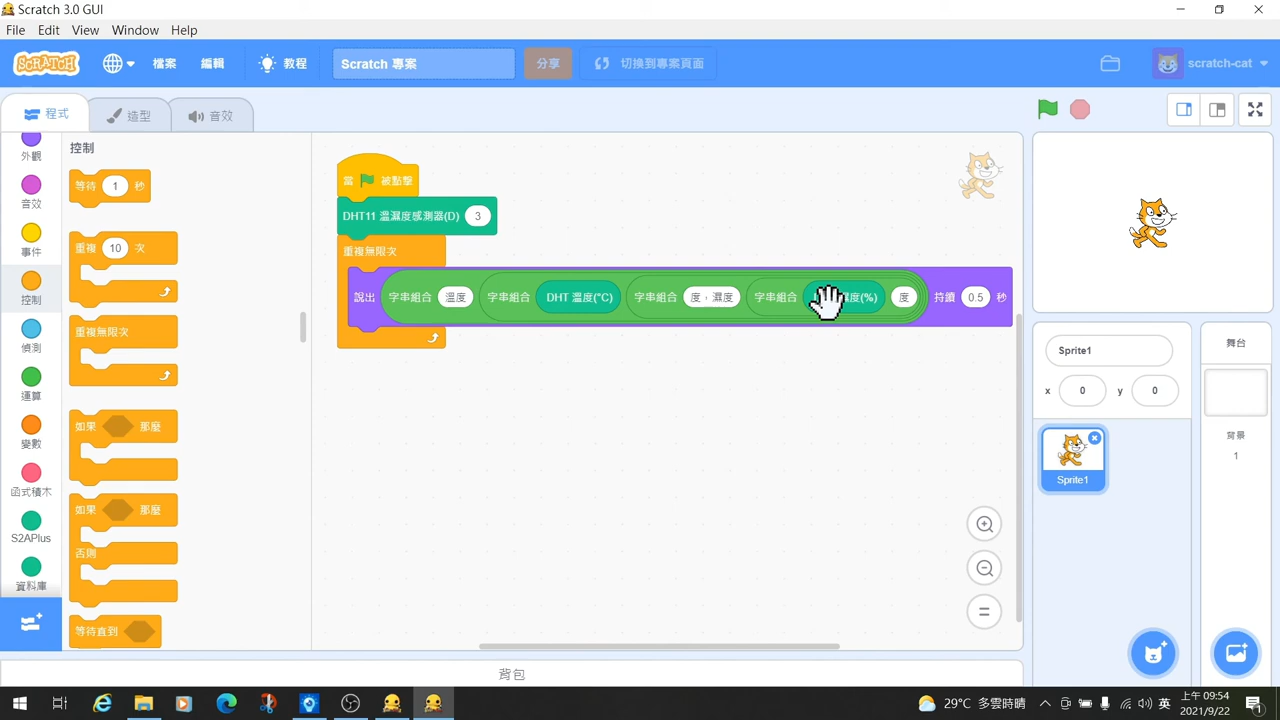 Scratch 3.0 GUI
File Edit View Window Help
SCRATCH 檔案 編輯 教程 Scratch 專案 分享 切換到專案頁面 scratch-cat
程式 造型 音效
外觀
音效
事件
控制
偵測
運算
變數
函式積木
S2APlus
資料庫
控制
等待 1 秒
重複 10 次
重複無限次
如果 那麼
如果 那麼
否則
等待直到
當 被點擊
DHT11 溫濕度感測器(D) 3
重複無限次
說出 字串組合 溫度 字串組合 DHT 溫度(°C) 字串組合 度，濕度 字串組合 度(%) 度 持續 0.5 秒
背包
Sprite1
x 0 y 0
Sprite1
舞台
背景
1
29°C 多雲時晴 英 上午 09:54
2021/9/22 1